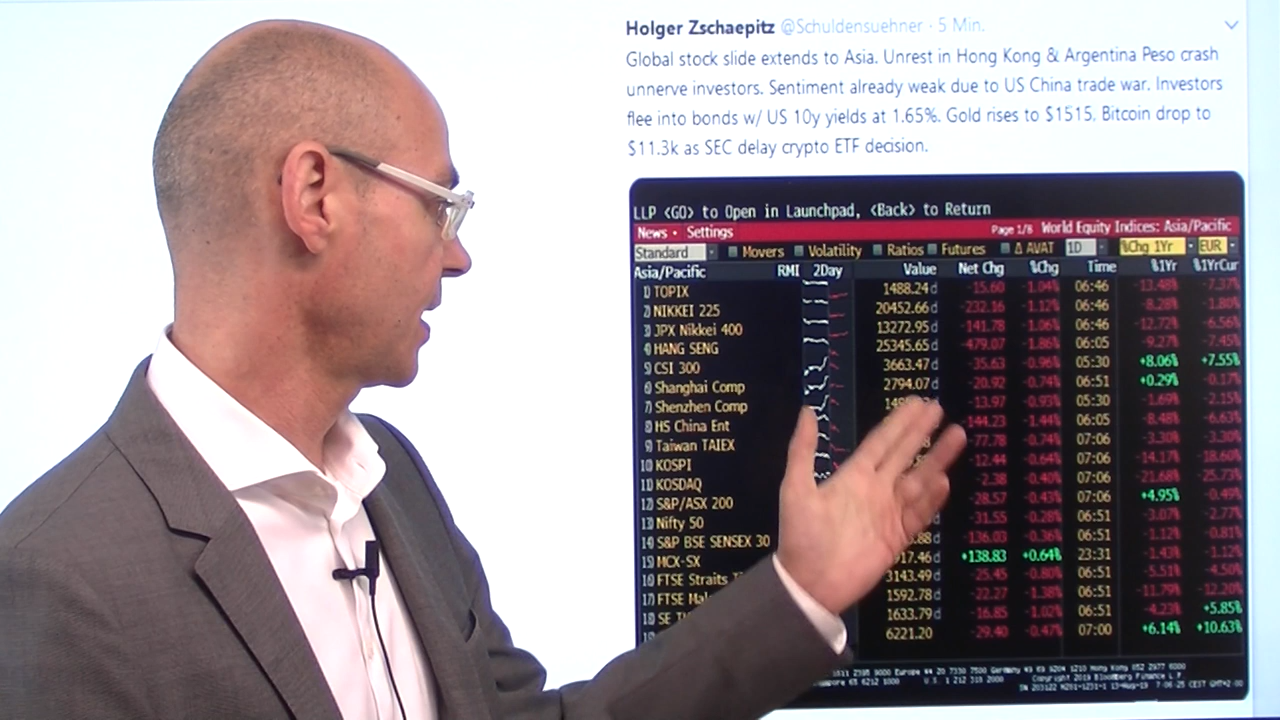 Holger Zschaepitz @Schuldensuehner · 5 Min.
Global stock slide extends to Asia. Unrest in Hong Kong & Argentina Peso crash
unnerve investors. Sentiment already weak due to US China trade war. Investors
flee into bonds w/ US 10y yields at 1.65%. Gold rises to $1515, Bitcoin drop to
$11.3k as SEC delay crypto ETF decision.
LLP <GO> to Open in Launchpad, <Back> to Return
News · Settings Page 1/6 World Equity Indices: Asia/Pacific
Standard Movers Volatility Ratios Futures Δ AVAT 1D %Chg 1Yr EUR
Asia/Pacific RMI 2Day Value Net Chg %Chg Time %1Yr %1YrCur
1) TOPIX 1488.24 d -15.60 -1.04% 06:46 -13.48% -7.37%
2) NIKKEI 225 20452.66 d -232.16 -1.12% 06:46 -8.28% -1.80%
3) JPX Nikkei 400 13272.95 d -141.78 -1.06% 06:46 -12.72% -6.56%
4) HANG SENG 25345.65 d -479.07 -1.86% 06:05 -9.27% -7.45%
5) CSI 300 3663.47 d -35.63 -0.96% 05:30 +8.06% +7.55%
6) Shanghai Comp 2794.07 d -20.92 -0.74% 06:51 +0.29% -0.17%
7) Shenzhen Comp -13.97 -0.93% 05:30 -1.69% -2.15%
8) HS China Ent -144.23 -1.44% 06:05 -8.48% -6.63%
9) Taiwan TAIEX -77.78 -0.74% 07:06 -3.30% -3.30%
10) KOSPI -12.44 -0.64% 07:06 -14.17% -18.60%
11) KOSDAQ -2.38 -0.40% 07:06 -21.68% -25.73%
12) S&P/ASX 200 -28.57 -0.43% 07:06 +4.95% -0.49%
13) Nifty 50 -31.55 -0.28% 06:51 -3.07% -2.77%
14) S&P BSE SENSEX 30 .88 d -136.03 -0.36% 06:51 -1.12% -0.81%
15) MCX-SX 17.46 d +138.83 +0.64% 23:31 -1.43% -1.12%
16) FTSE Straits 3143.49 d -25.45 -0.80% 06:51 -5.51% -4.50%
17) FTSE 1592.78 d -22.27 -1.38% 06:51 -11.79% -12.20%
18) SE 1633.79 d -16.85 -1.02% 06:51 -4.23% +5.85%
6221.20 -29.40 -0.47% 07:00 +6.14% +10.63%
Copyright 2019 Bloomberg Finance L.P.